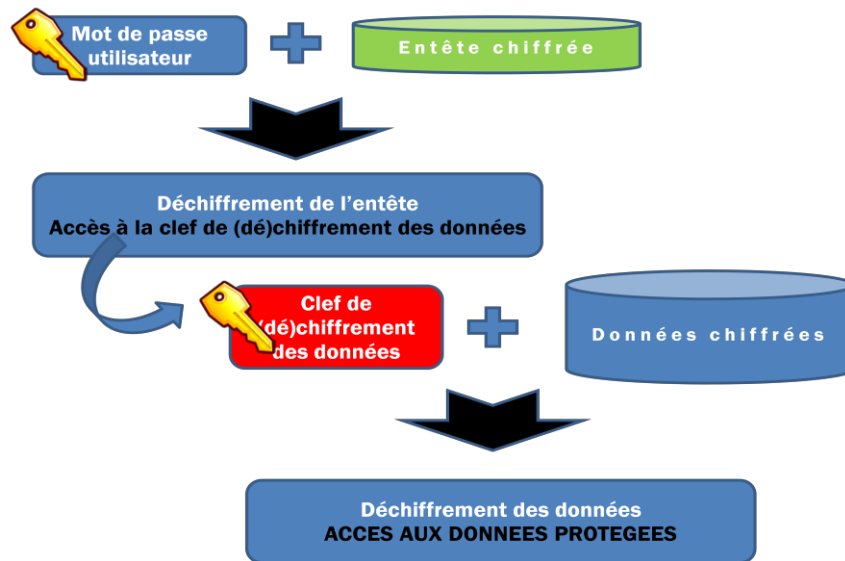 Mot de passe
utilisateur
Entête chiffrée
Déchiffrement de l'entête
Accès à la clef de (dé)chiffrement des données
Clef de
(dé)chiffrement
des données
Données chiffrées
Déchiffrement des données
ACCES AUX DONNEES PROTEGEES